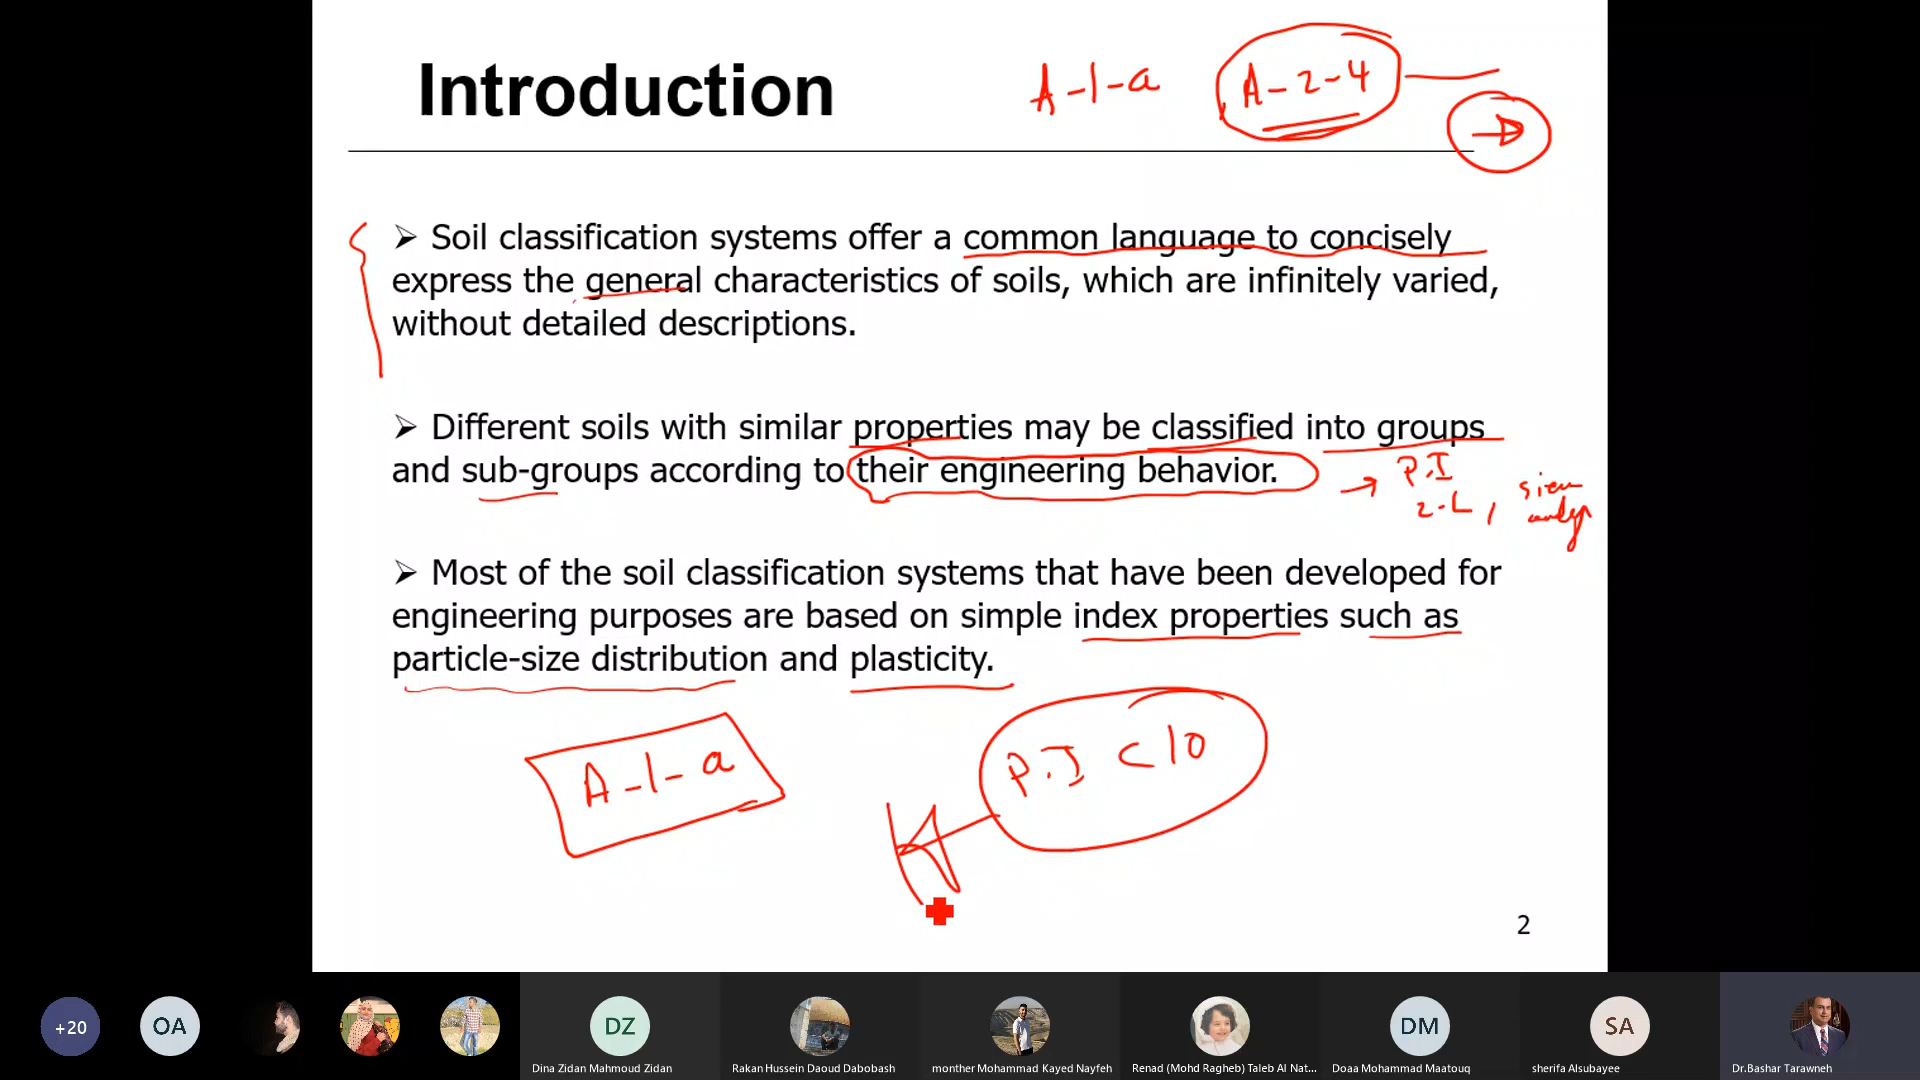 Introduction
A-1-a A-2-4
➢ Soil classification systems offer a common language to concisely
express the general characteristics of soils, which are infinitely varied,
without detailed descriptions.
➢ Different soils with similar properties may be classified into groups
and sub-groups according to their engineering behavior.
→ P.I
➢ Most of the soil classification systems that have been developed for
engineering purposes are based on simple index properties such as
particle-size distribution and plasticity.
A-1-a
P.I < 10
2
+20
OA
DZ
DM
SA
Dina Zidan Mahmoud Zidan
Rakan Hussein Daoud Dabobash
monther Mohammad Kayed Nayfeh
Renad (Mohd Ragheb) Taleb Al Nat...
Doaa Mohammad Maatouq
sherifa Alsubayee
Dr.Bashar Tarawneh